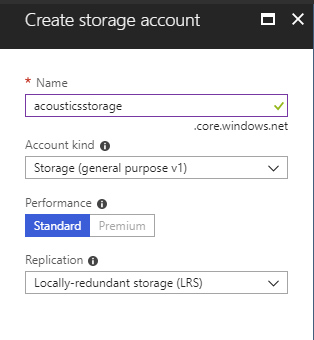 Create storage account
* Name
acousticsstorage
.core.windows.net
Account kind
Storage (general purpose v1)
Performance
Standard Premium
Replication
Locally-redundant storage (LRS)